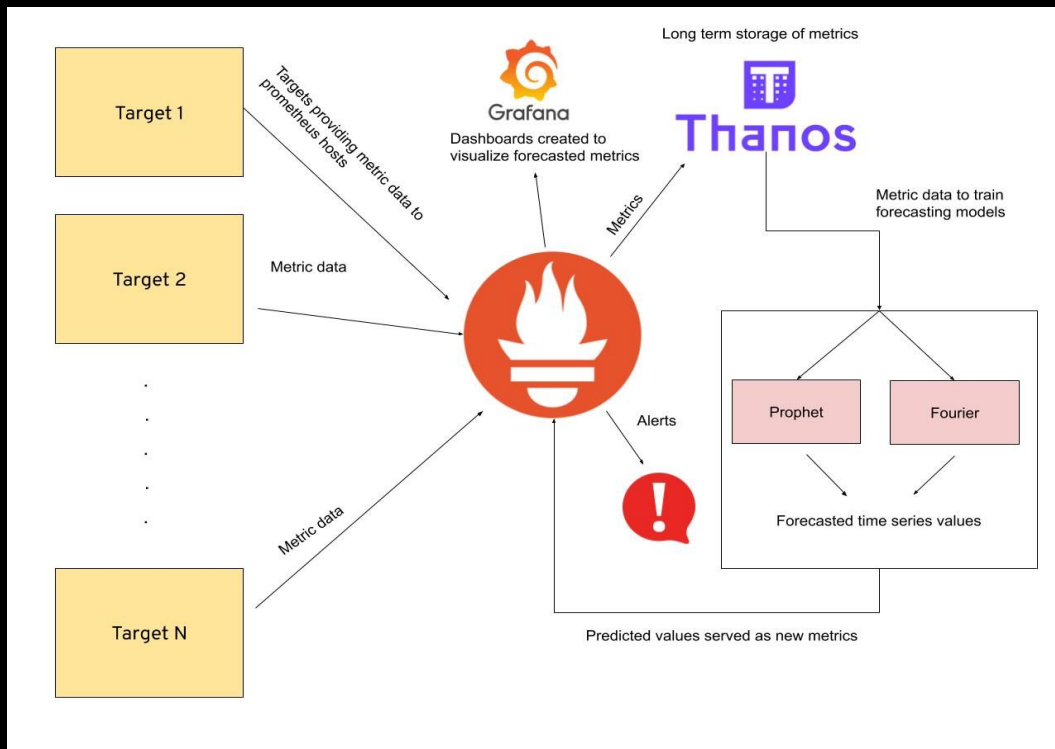 Target 1
Targets providing metric data to
prometheus hosts
Grafana
Dashboards created to
visualize forecasted metrics
Long term storage of metrics
Thanos
Metrics
Metric data to train
forecasting models
Target 2
Metric data
.
.
.
.
.
Prophet
Fourier
Alerts
!
Forecasted time series values
Metric data
Target N
Predicted values served as new metrics